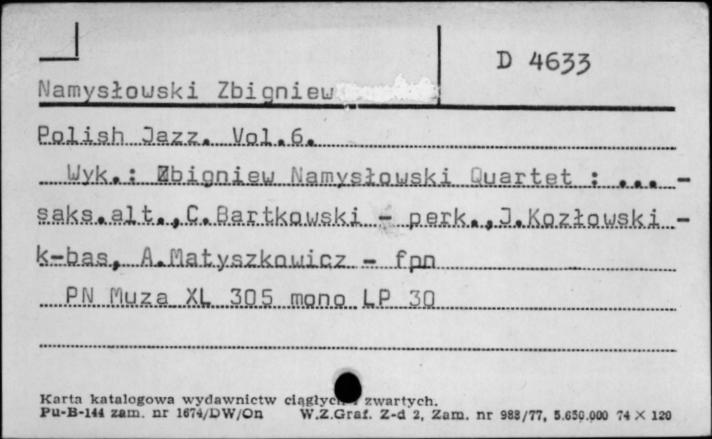 D 4633
Namysłowski Zbigniew
Polish Jazz. Vol.6.
Wyk.: Zbigniew Namysłowski Quartet : ... -
saks.alt.,C.Bartkowski - perk.,J.Kozłowski -
k-bas, A.Matyszkowicz - fpn
PN Muza XL 305 mono LP 30
Karta katalogowa wydawnictw ciągłych i zwartych.
Pu-B-144 zam. nr 1674/DW/On W.Z.Graf. Z-d 2, Zam. nr 988/77, 5.650.000 74 × 120